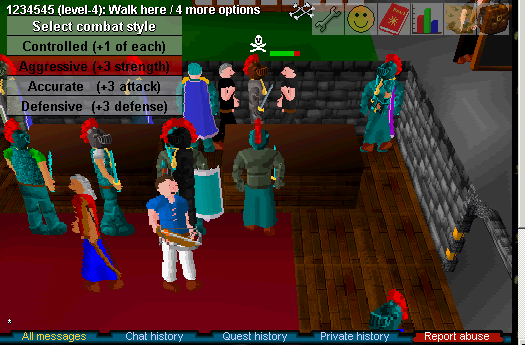 1234545 (level-4): Walk here / 4 more options
Select combat style
Controlled (+1 of each)
Aggressive (+3 strength)
Accurate (+3 attack)
Defensive (+3 defense)
*
All messages
Chat history
Quest history
Private history
Report abuse